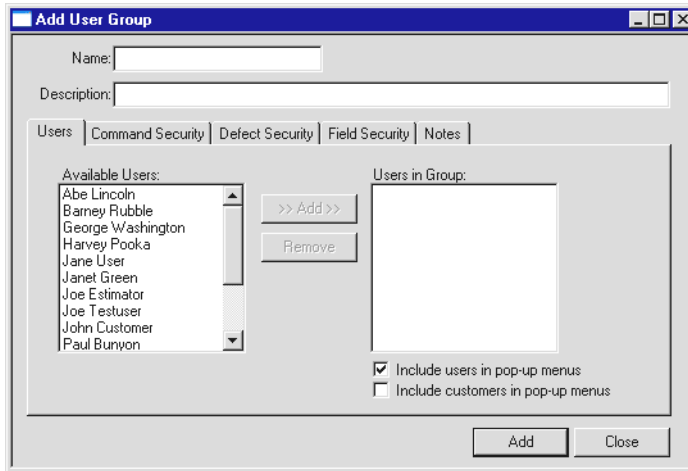 Add User Group
Name:
Description:
Users Command Security Defect Security Field Security Notes
Available Users:
Abe Lincoln
Barney Rubble
George Washington
Harvey Pooka
Jane User
Janet Green
Joe Estimator
Joe Testuser
John Customer
Paul Bunyon
>> Add >>
Remove
Users in Group:
Include users in pop-up menus
Include customers in pop-up menus
Add Close